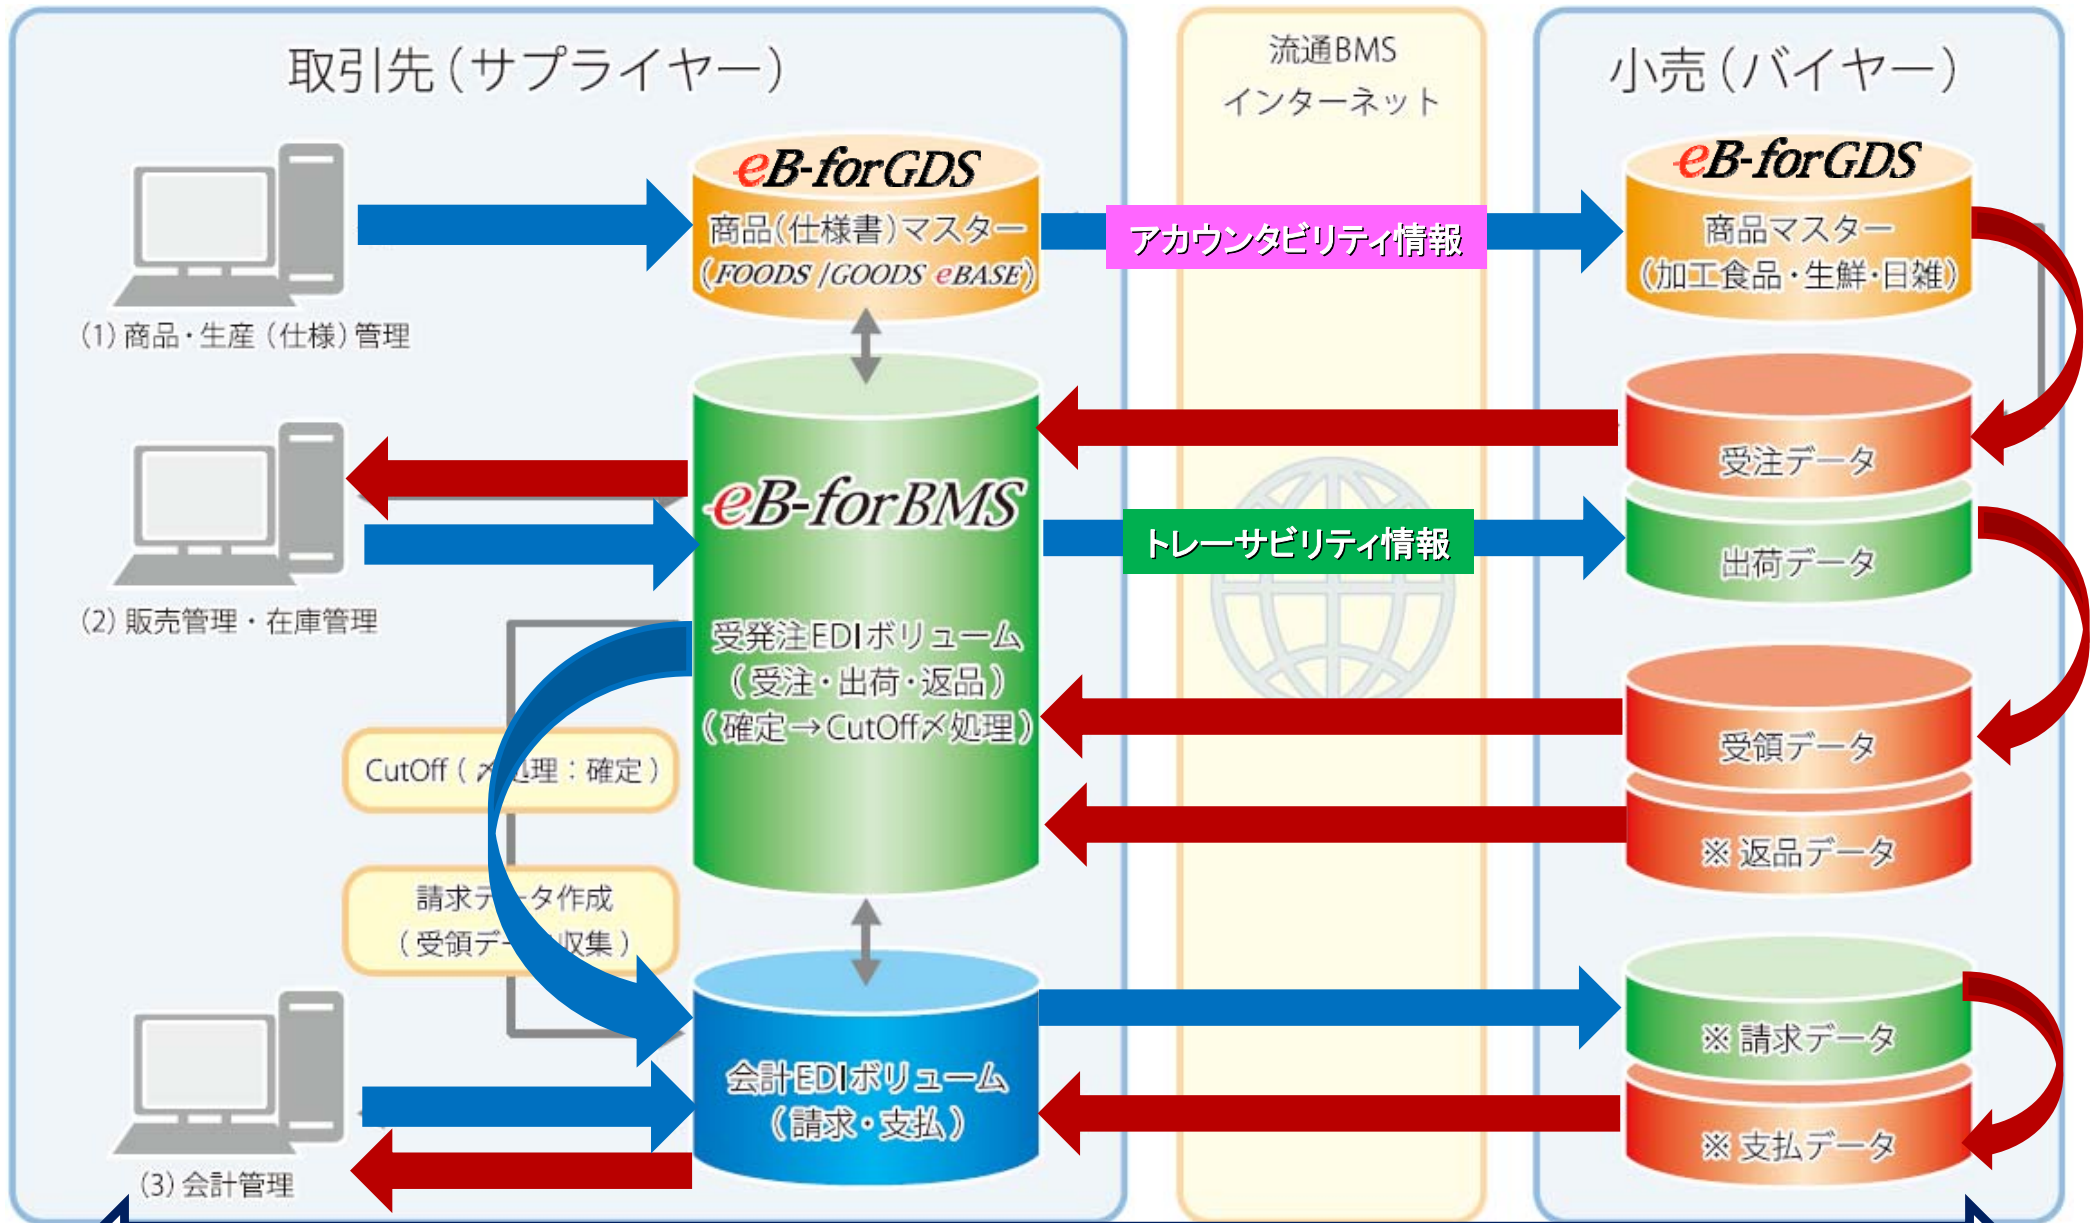 取引先（サプライヤー）
流通BMS
インターネット
小売（バイヤー）
eB-forGDS
商品（仕様書）マスター
（FOODS /GOODS eBASE）
アカウンタビリティ情報
eB-forGDS
商品マスター
（加工食品・生鮮・日雑）
(1) 商品・生産（仕様）管理
受注データ
eB-forBMS
トレーサビリティ情報
出荷データ
(2) 販売管理・在庫管理
受発注EDIボリューム
（受注・出荷・返品）
（確定→CutOff〆処理）
受領データ
CutOff（〆処理：確定）
※ 返品データ
請求データ作成
（受領データ収集）
※ 請求データ
会計EDIボリューム
（請求・支払）
※ 支払データ
(3) 会計管理